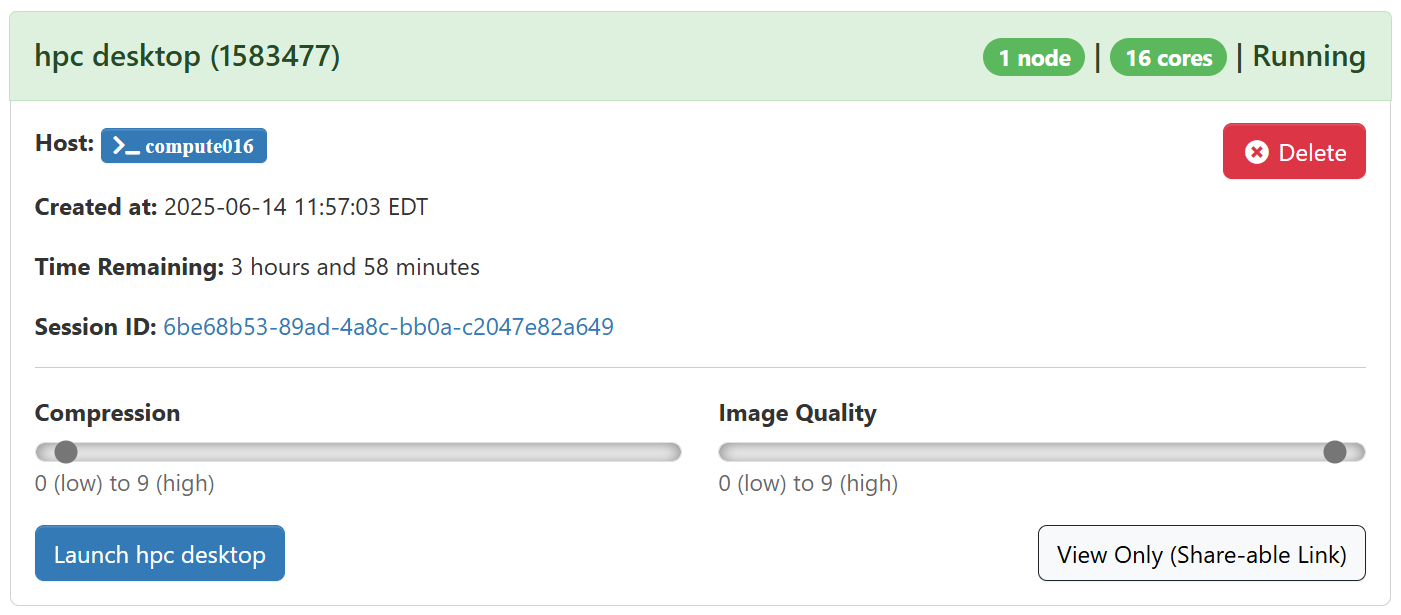 hpc desktop (1583477)
1 node | 16 cores | Running
Host: >_ compute016
Delete
Created at: 2025-06-14 11:57:03 EDT
Time Remaining: 3 hours and 58 minutes
Session ID: 6be68b53-89ad-4a8c-bb0a-c2047e82a649
Compression
0 (low) to 9 (high)
Image Quality
0 (low) to 9 (high)
Launch hpc desktop
View Only (Share-able Link)